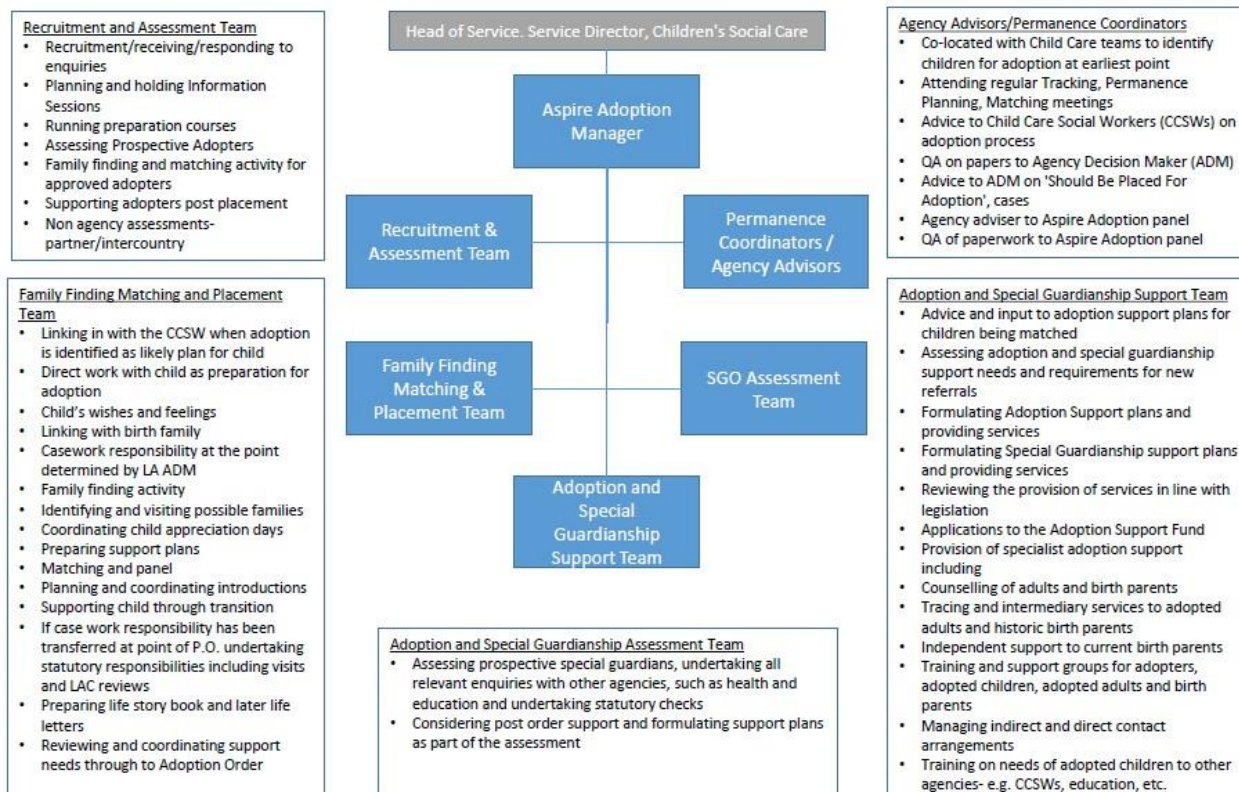 Recruitment and Assessment Team
• Recruitment/receiving/responding to
enquiries
• Planning and holding Information
Sessions
• Running preparation courses
• Assessing Prospective Adopters
• Family finding and matching activity for
approved adopters
• Supporting adopters post placement
• Non agency assessments-
partner/intercountry
Head of Service. Service Director, Children's Social Care
Aspire Adoption
Manager
Recruitment &
Assessment Team
Permanence
Coordinators /
Agency Advisors
Family Finding
Matching &
Placement Team
SGO Assessment
Team
Adoption and
Special
Guardianship
Support Team
Agency Advisors/Permanence Coordinators
• Co-located with Child Care teams to identify
children for adoption at earliest point
• Attending regular Tracking, Permanence
Planning, Matching meetings
• Advice to Child Care Social Workers (CCSWs) on
adoption process
• QA on papers to Agency Decision Maker (ADM)
• Advice to ADM on 'Should Be Placed For
Adoption', cases
• Agency adviser to Aspire Adoption panel
• QA of paperwork to Aspire Adoption panel
Family Finding Matching and Placement
Team
• Linking in with the CCSW when adoption
is identified as likely plan for child
• Direct work with child as preparation for
adoption
• Child's wishes and feelings
• Linking with birth family
• Casework responsibility at the point
determined by LA ADM
• Family finding activity
• Identifying and visiting possible families
• Coordinating child appreciation days
• Preparing support plans
• Matching and panel
• Planning and coordinating introductions
• Supporting child through transition
• If case work responsibility has been
transferred at point of P.O. undertaking
statutory responsibilities including visits
and LAC reviews
• Preparing life story book and later life
letters
• Reviewing and coordinating support
needs through to Adoption Order
Adoption and Special Guardianship Assessment Team
• Assessing prospective special guardians, undertaking all
relevant enquiries with other agencies, such as health and
education and undertaking statutory checks
• Considering post order support and formulating support plans
as part of the assessment
Adoption and Special Guardianship Support Team
• Advice and input to adoption support plans for
children being matched
• Assessing adoption and special guardianship
support needs and requirements for new
referrals
• Formulating Adoption Support plans and
providing services
• Formulating Special Guardianship support plans
and providing services
• Reviewing the provision of services in line with
legislation
• Applications to the Adoption Support Fund
• Provision of specialist adoption support
including
• Counselling of adults and birth parents
• Tracing and intermediary services to adopted
adults and historic birth parents
• Independent support to current birth parents
• Training and support groups for adopters,
adopted children, adopted adults and birth
parents
• Managing indirect and direct contact
arrangements
• Training on needs of adopted children to other
agencies- e.g. CCSWs, education, etc.